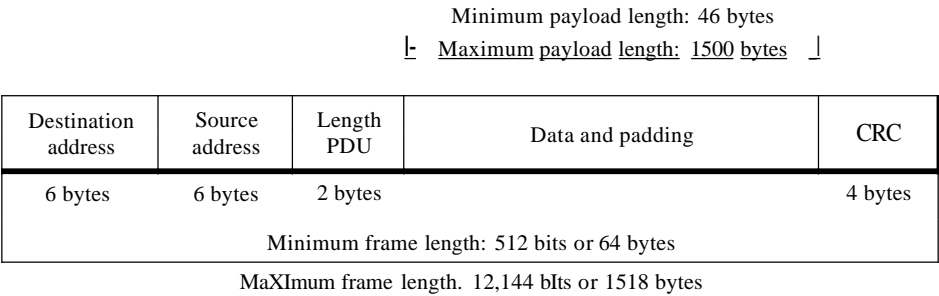 Minimum payload length: 46 bytes
|- Maximum payload length: 1500 bytes _|
Destination address
Source address
Length PDU
Data and padding
CRC
6 bytes
6 bytes
2 bytes
4 bytes
Minimum frame length: 512 bits or 64 bytes
MaXImum frame length. 12,144 bIts or 1518 bytes